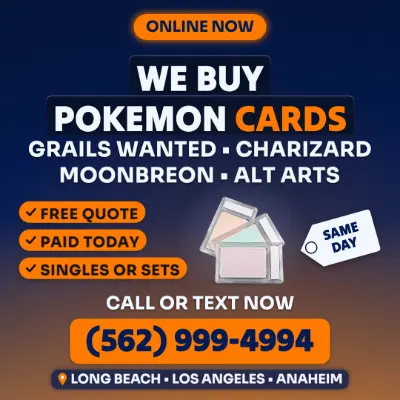 ONLINE NOW
WE BUY
POKEMON CARDS
GRAILS WANTED ▪ CHARIZARD
MOONBREON ▪ ALT ARTS
✓ FREE QUOTE
✓ PAID TODAY
✓ SINGLES OR SETS
SAME
DAY
CALL OR TEXT NOW
(562) 999-4994
LONG BEACH ▪ LOS ANGELES ▪ ANAHEIM